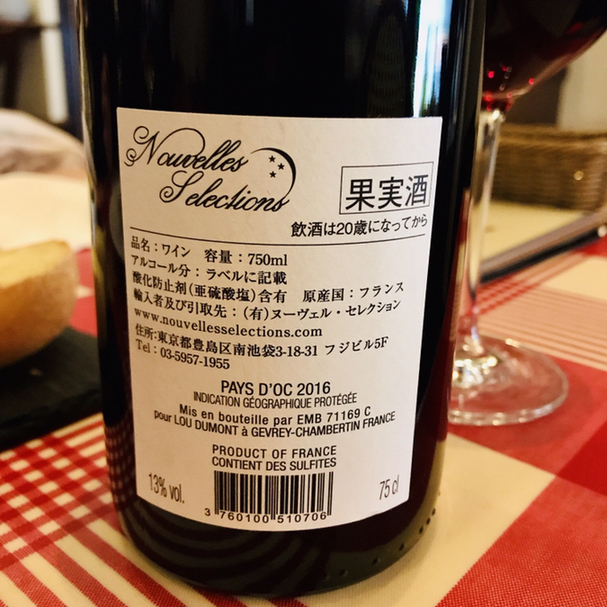 Nouvelles
Selections
果実酒
飲酒は20歳になってから
品名：ワイン 容量：750ml
アルコール分：ラベルに記載
酸化防止剤(亜硫酸塩)含有 原産国：フランス
輸入者及び引取先：(有)ヌーヴェル・セレクション
www.nouvellesselections.com
住所:東京都豊島区南池袋3-18-31 フジビル5F
Tel：03-5957-1955
PAYS D'OC 2016
INDICATION GÉOGRAPHIQUE PROTÉGÉE
Mis en bouteille par EMB 71169 C
pour LOU DUMONT à GEVREY-CHAMBERTIN FRANCE
PRODUCT OF FRANCE
CONTIENT DES SULFITES
13% vol. 75 cl
3 760100 510706